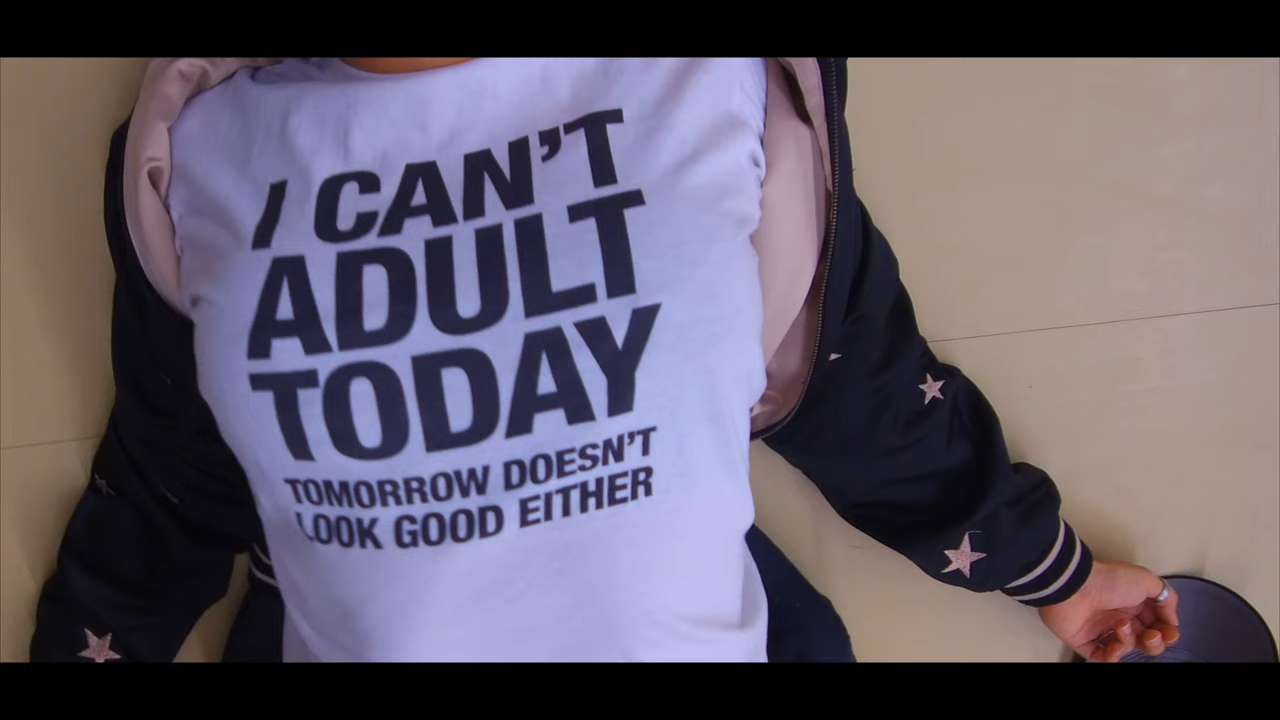 I CAN'T
ADULT
TODAY
TOMORROW DOESN'T
LOOK GOOD EITHER